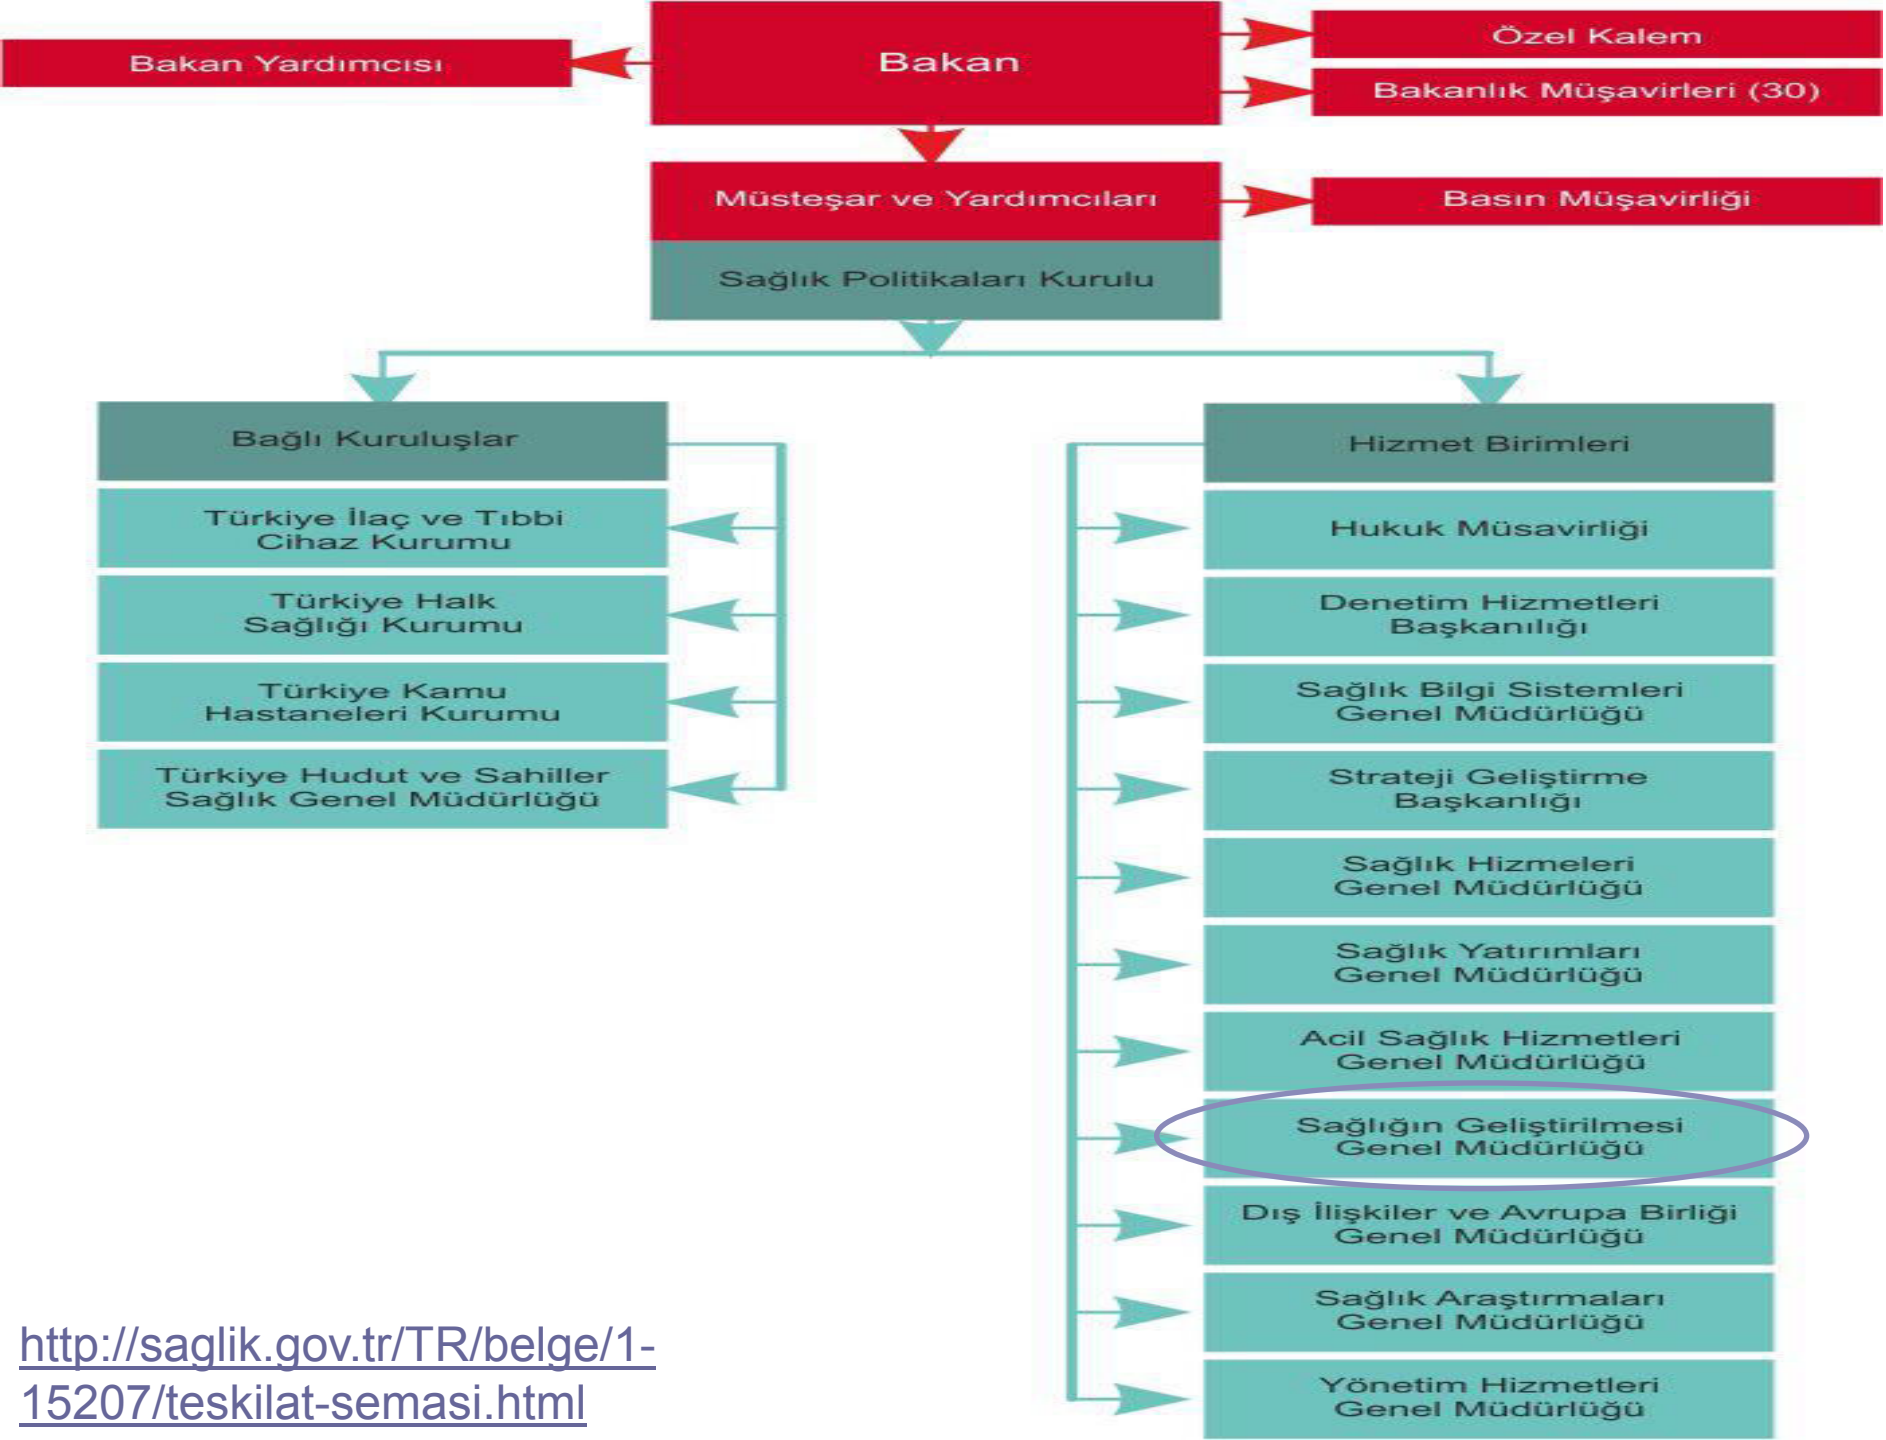 Bakan
Bakan Yardımcısı
Özel Kalem
Bakanlık Müşavirleri (30)
Müsteşar ve Yardımcıları
Basın Müşavirliği
Sağlık Politikaları Kurulu
Bağlı Kuruluşlar
Türkiye İlaç ve Tıbbi
Cihaz Kurumu
Türkiye Halk
Sağlığı Kurumu
Türkiye Kamu
Hastaneleri Kurumu
Türkiye Hudut ve Sahiller
Sağlık Genel Müdürlüğü
Hizmet Birimleri
Hukuk Müsavirliği
Denetim Hizmetleri
Başkanılığı
Sağlık Bilgi Sistemleri
Genel Müdürlüğü
Strateji Geliştirme
Başkanlığı
Sağlık Hizmeleri
Genel Müdürlüğü
Sağlık Yatırımları
Genel Müdürlüğü
Acil Sağlık Hizmetleri
Genel Müdürlüğü
Sağlığın Geliştirilmesi
Genel Müdürlüğü
Dış İlişkiler ve Avrupa Birliği
Genel Müdürlüğü
Sağlık Araştırmaları
Genel Müdürlüğü
Yönetim Hizmetleri
Genel Müdürlüğü
http://saglik.gov.tr/TR/belge/1-
15207/teskilat-semasi.html